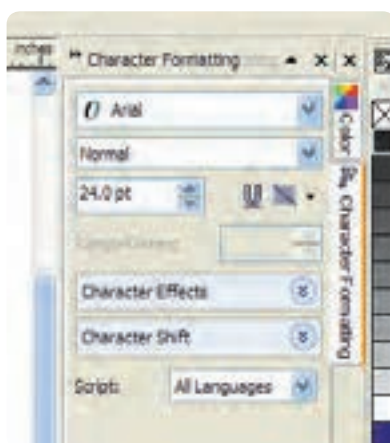 inches
Character Formatting
Arial
Normal
24.0 pt
U
Character Effects
Character Shift
Script:
All Languages
Color
Character Formatting